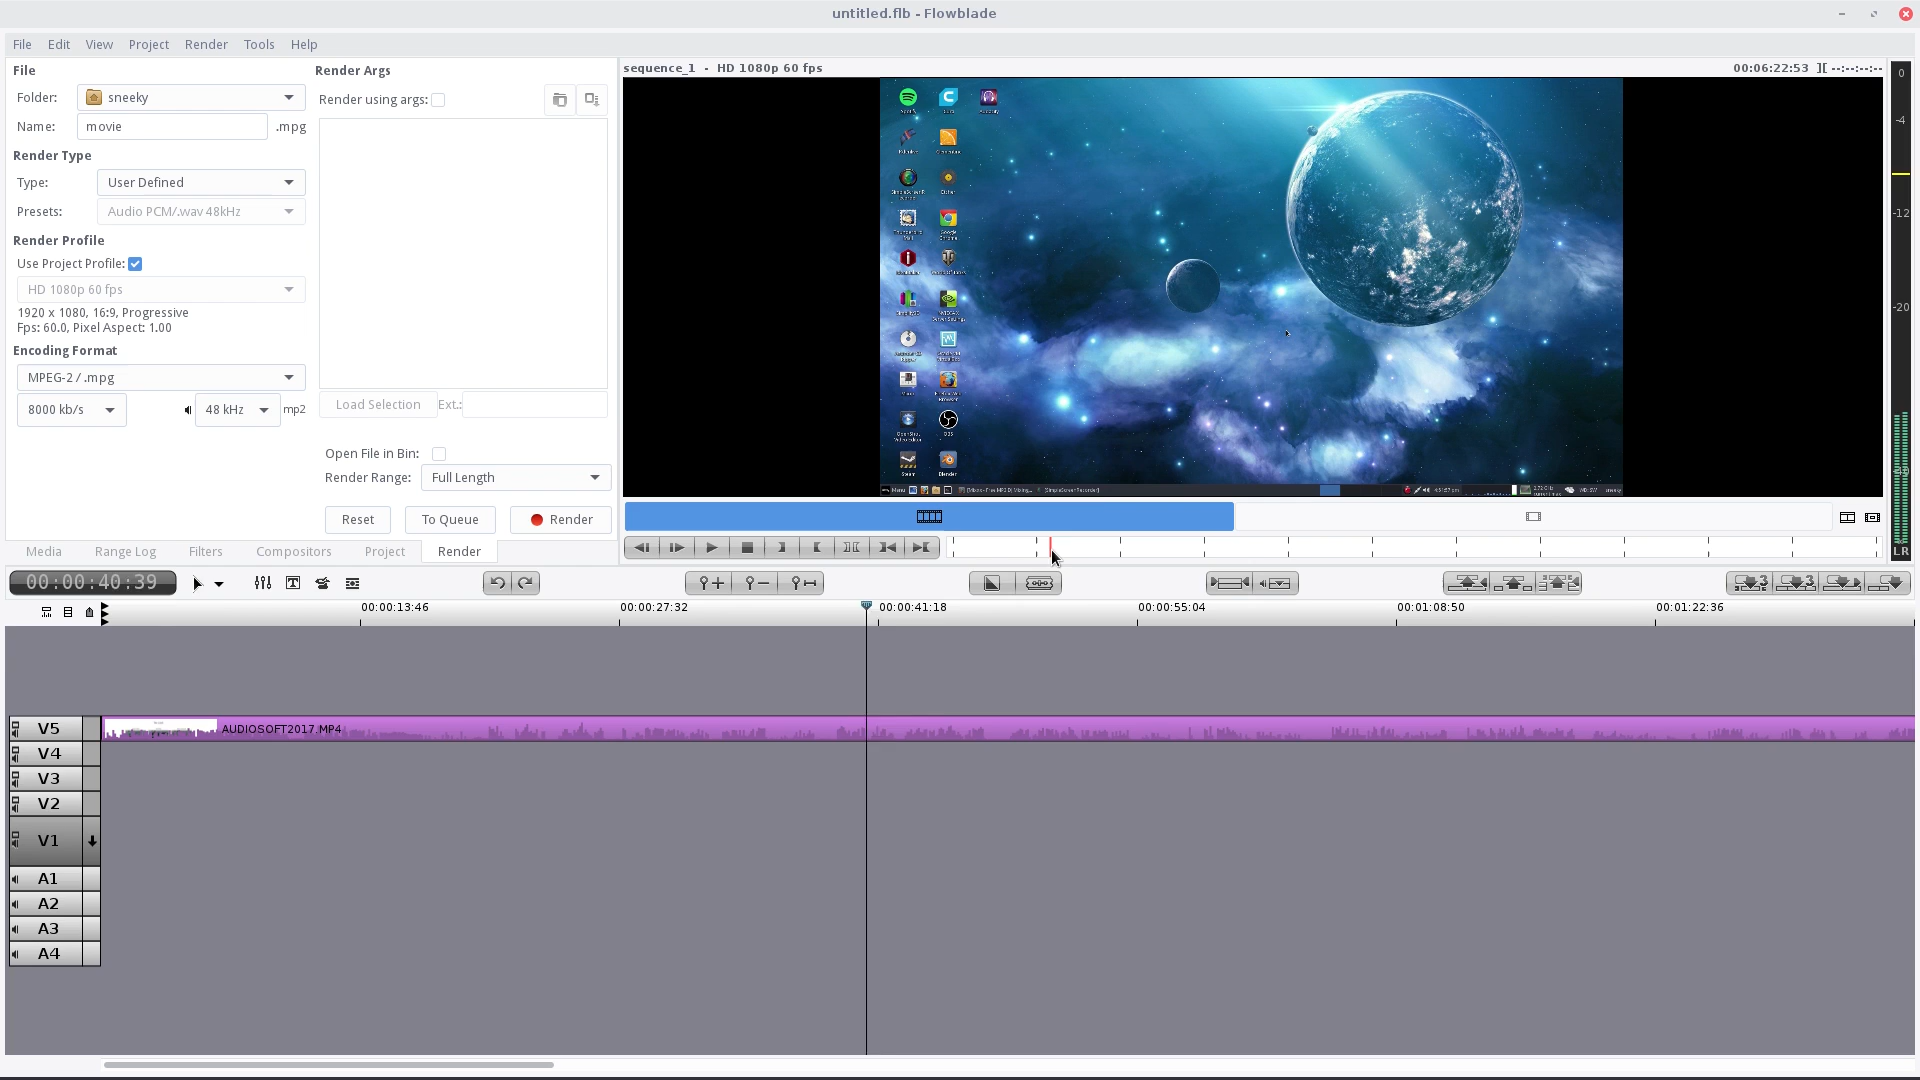 untitled.flb - Flowblade
File Edit View Project Render Tools Help
File
Folder: sneeky
Name: movie .mpg
Render Type
Type: User Defined
Presets: Audio PCM/.wav 48kHz
Render Profile
Use Project Profile:
HD 1080p 60 fps
1920 x 1080, 16:9, Progressive
Fps: 60.0, Pixel Aspect: 1.00
Encoding Format
MPEG-2 / .mpg
8000 kb/s 48 kHz mp2
Render Args
Render using args:
Load Selection Ext.:
Open File in Bin:
Render Range: Full Length
Reset To Queue Render
Media Range Log Filters Compositors Project Render
sequence_1 - HD 1080p 60 fps 00:06:22:53 ][ --:--:--:--
Spotify
Google Chrome
Steam Blender
Menu
0
-4
-12
-20
L R
00:00:40:39
00:00:13:46 00:00:27:32 00:00:41:18 00:00:55:04 00:01:08:50 00:01:22:36
V5 AUDIOSOFT2017.MP4
V4
V3
V2
V1
A1
A2
A3
A4